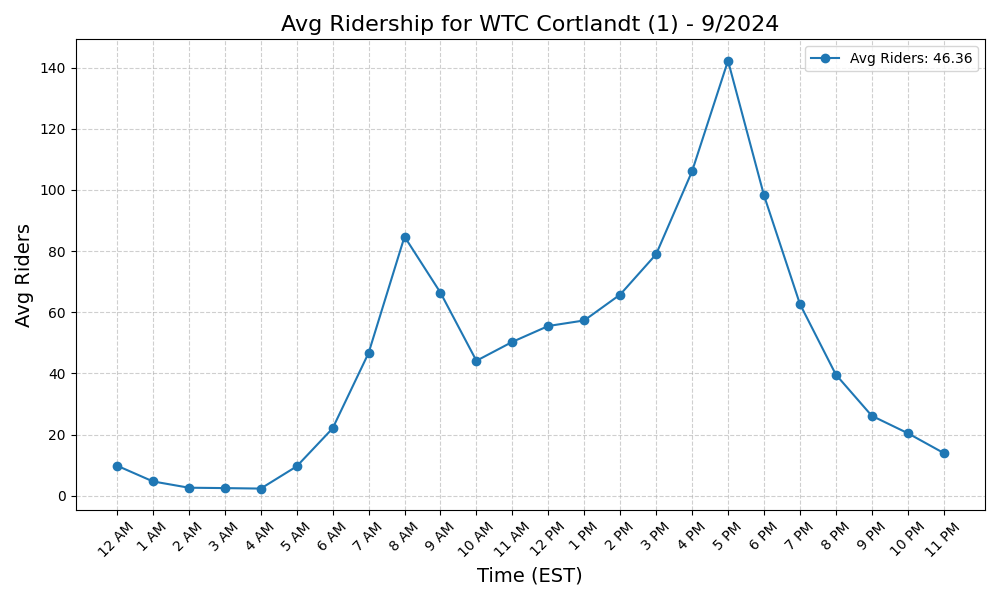 Avg Ridership for WTC Cortlandt (1) - 9/2024
Avg Riders: 46.36
Avg Riders
140
120
100
80
60
40
20
0
12 AM
1 AM
2 AM
3 AM
4 AM
5 AM
6 AM
7 AM
8 AM
9 AM
10 AM
11 AM
12 PM
1 PM
2 PM
3 PM
4 PM
5 PM
6 PM
7 PM
8 PM
9 PM
10 PM
11 PM
Time (EST)